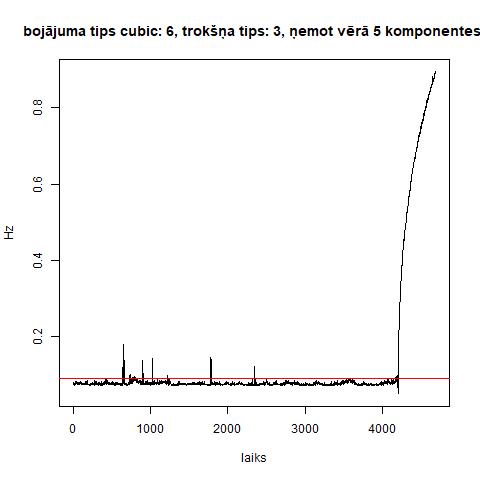 bojājuma tips cubic: 6, trokšņa tips: 3, ņemot vērā 5 komponentes
0.8
0.6
0.4
0.2
Hz
0 1000 2000 3000 4000
laiks